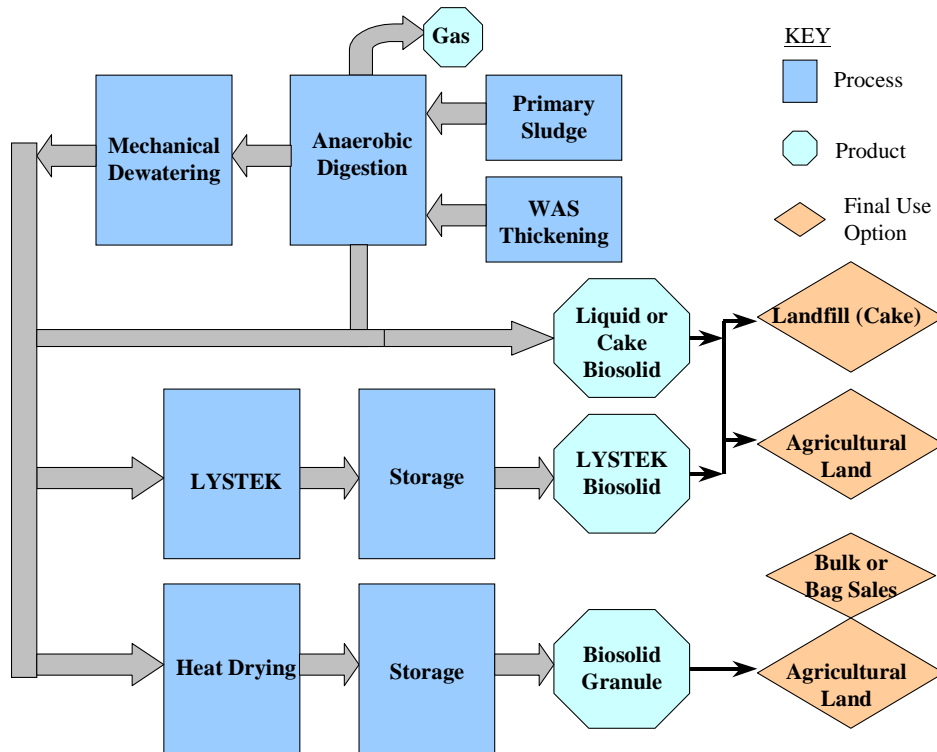 Gas
KEY
Process
Primary
Sludge
Mechanical
Dewatering
Anaerobic
Digestion
Product
WAS
Thickening
Final Use
Option
Liquid or
Cake
Biosolid
Landfill (Cake)
LYSTEK
Storage
LYSTEK
Biosolid
Agricultural
Land
Bulk or
Bag Sales
Heat Drying
Storage
Biosolid
Granule
Agricultural
Land